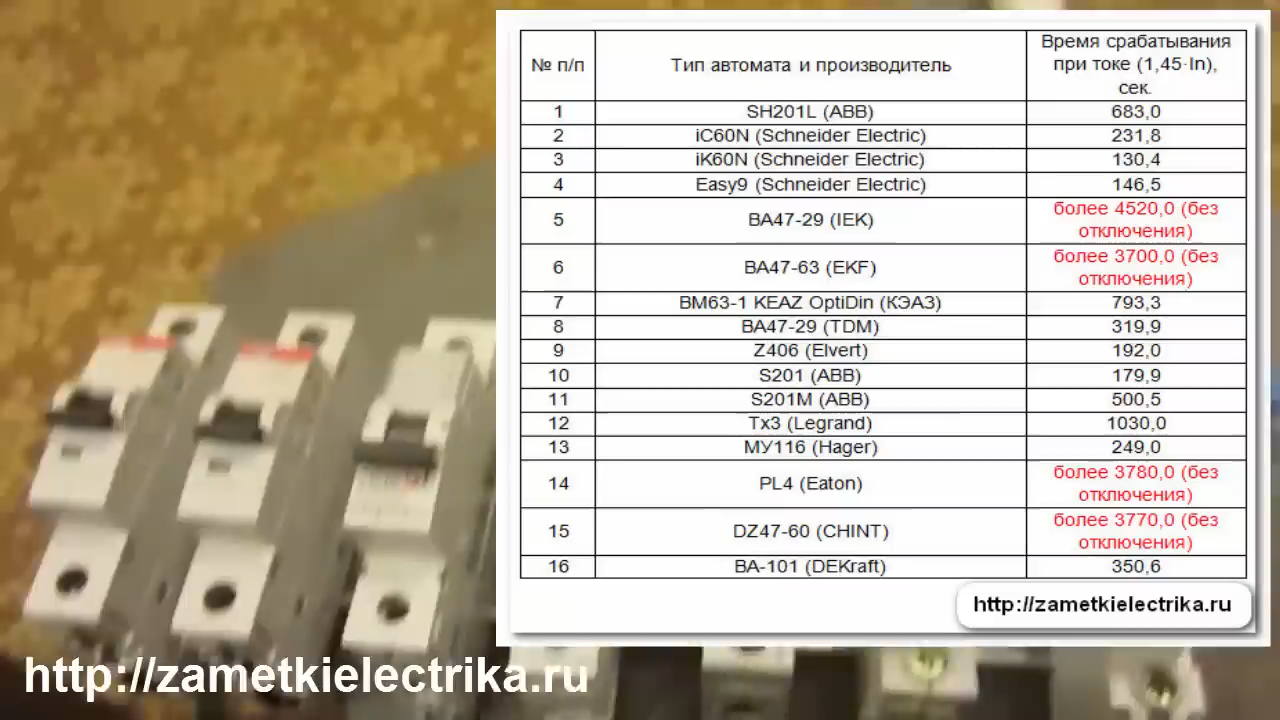 № п/п Тип автомата и производитель Время срабатывания
при токе (1,45·In),
сек.
1 SH201L (ABB) 683,0
2 iC60N (Schneider Electric) 231,8
3 iK60N (Schneider Electric) 130,4
4 Easy9 (Schneider Electric) 146,5
5 ВА47-29 (IEK) более 4520,0 (без
отключения)
6 ВА47-63 (EKF) более 3700,0 (без
отключения)
7 ВМ63-1 KEAZ OptiDin (КЭАЗ) 793,3
8 ВА47-29 (TDM) 319,9
9 Z406 (Elvert) 192,0
10 S201 (ABB) 179,9
11 S201M (ABB) 500,5
12 Tx3 (Legrand) 1030,0
13 МУ116 (Hager) 249,0
14 PL4 (Eaton) более 3780,0 (без
отключения)
15 DZ47-60 (CHINT) более 3770,0 (без
отключения)
16 ВА-101 (DEKraft) 350,6
http://zametkielectrika.ru
http://zametkielectrika.ru